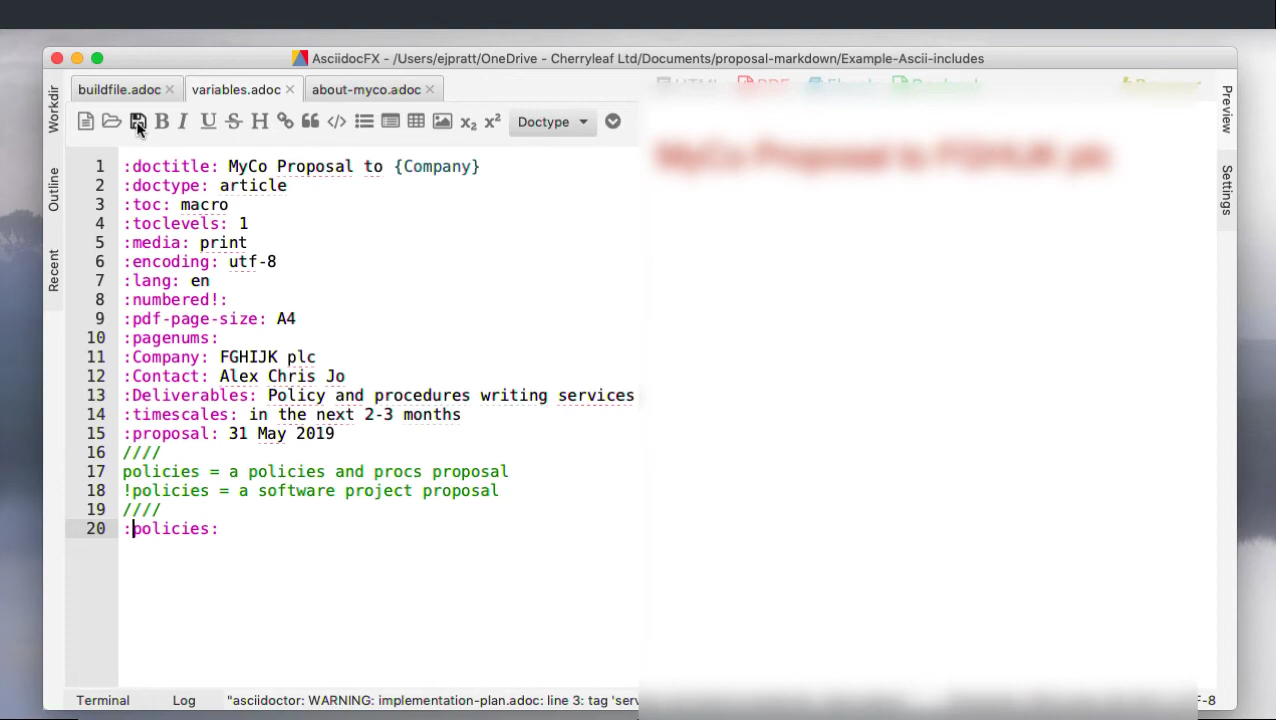 AsciidocFX - /Users/ejpratt/OneDrive - Cherryleaf Ltd/Documents/proposal-markdown/Example-Ascii-includes
Workdir
Outline
Recent
buildfile.adoc
variables.adoc
about-myco.adoc
Doctype
1 :doctitle: MyCo Proposal to {Company}
2 :doctype: article
3 :toc: macro
4 :toclevels: 1
5 :media: print
6 :encoding: utf-8
7 :lang: en
8 :numbered!:
9 :pdf-page-size: A4
10 :pagenums:
11 :Company: FGHIJK plc
12 :Contact: Alex Chris Jo
13 :Deliverables: Policy and procedures writing services
14 :timescales: in the next 2-3 months
15 :proposal: 31 May 2019
16 ////
17 policies = a policies and procs proposal
18 !policies = a software project proposal
19 ////
20 :policies:
MyCo Proposal to FGHIJK plc
Preview
Settings
Terminal
Log
"asciidoctor: WARNING: implementation-plan.adoc: line 3: tag 'serv
F-8